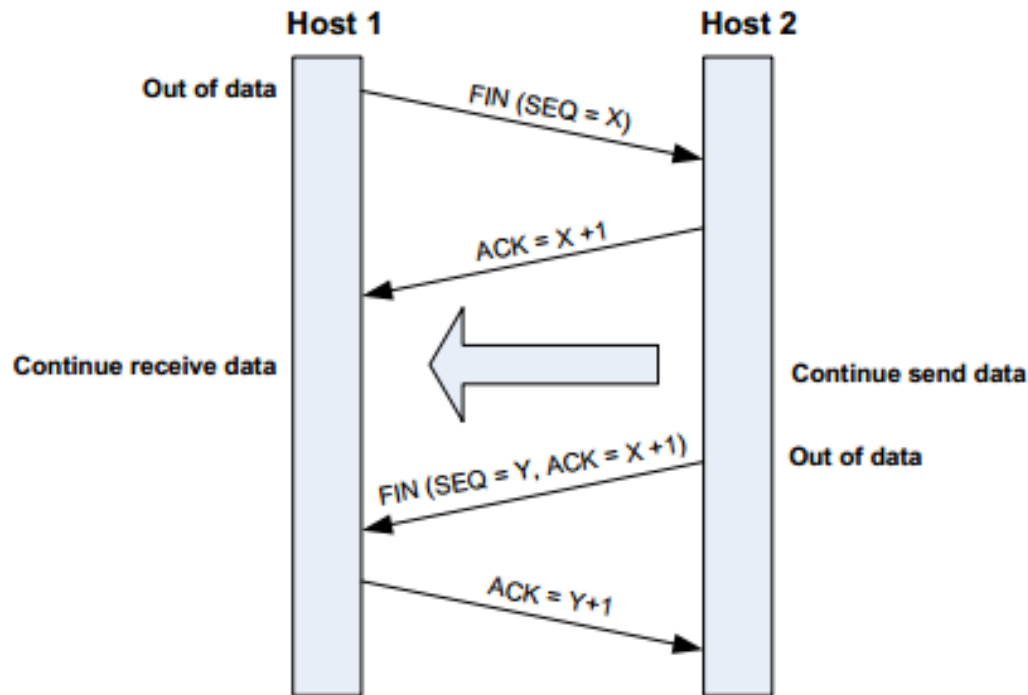 Host 1
Host 2
Out of data
FIN (SEQ = X)
ACK = X +1
Continue receive data
Continue send data
FIN (SEQ = Y, ACK = X+1)
Out of data
ACK = Y+1